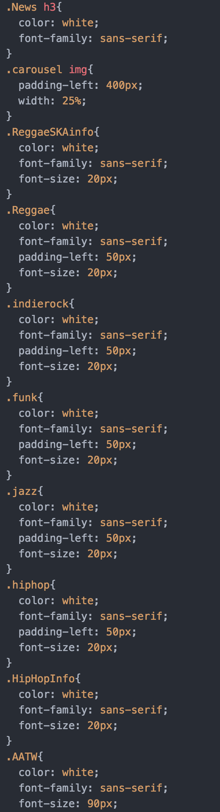 .News h3{
  color: white;
  font-family: sans-serif;
}
.carousel img{
  padding-left: 400px;
  width: 25%;
}
.ReggaeSKAinfo{
  color: white;
  font-family: sans-serif;
  font-size: 20px;
}
.Reggae{
  color: white;
  font-family: sans-serif;
  padding-left: 50px;
  font-size: 20px;
}
.indierock{
  color: white;
  font-family: sans-serif;
  padding-left: 50px;
  font-size: 20px;
}
.funk{
  color: white;
  font-family: sans-serif;
  padding-left: 50px;
  font-size: 20px;
}
.jazz{
  color: white;
  font-family: sans-serif;
  padding-left: 50px;
  font-size: 20px;
}
.hiphop{
  color: white;
  font-family: sans-serif;
  padding-left: 50px;
  font-size: 20px;
}
.HipHopInfo{
  color: white;
  font-family: sans-serif;
  font-size: 20px;
}
.AATW{
  color: white;
  font-family: sans-serif;
  font-size: 90px;